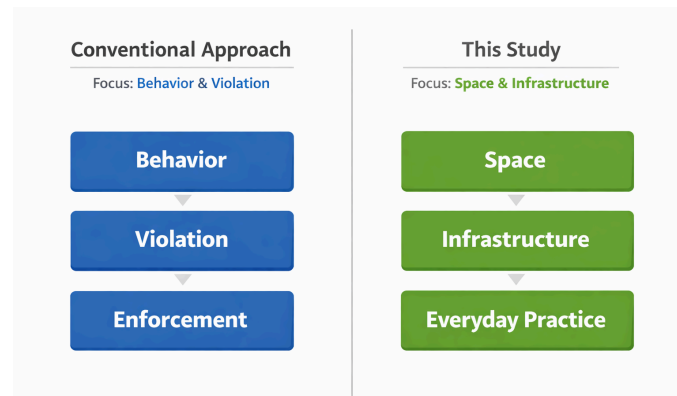 Conventional Approach
Focus: Behavior & Violation
Behavior
Violation
Enforcement
This Study
Focus: Space & Infrastructure
Space
Infrastructure
Everyday Practice